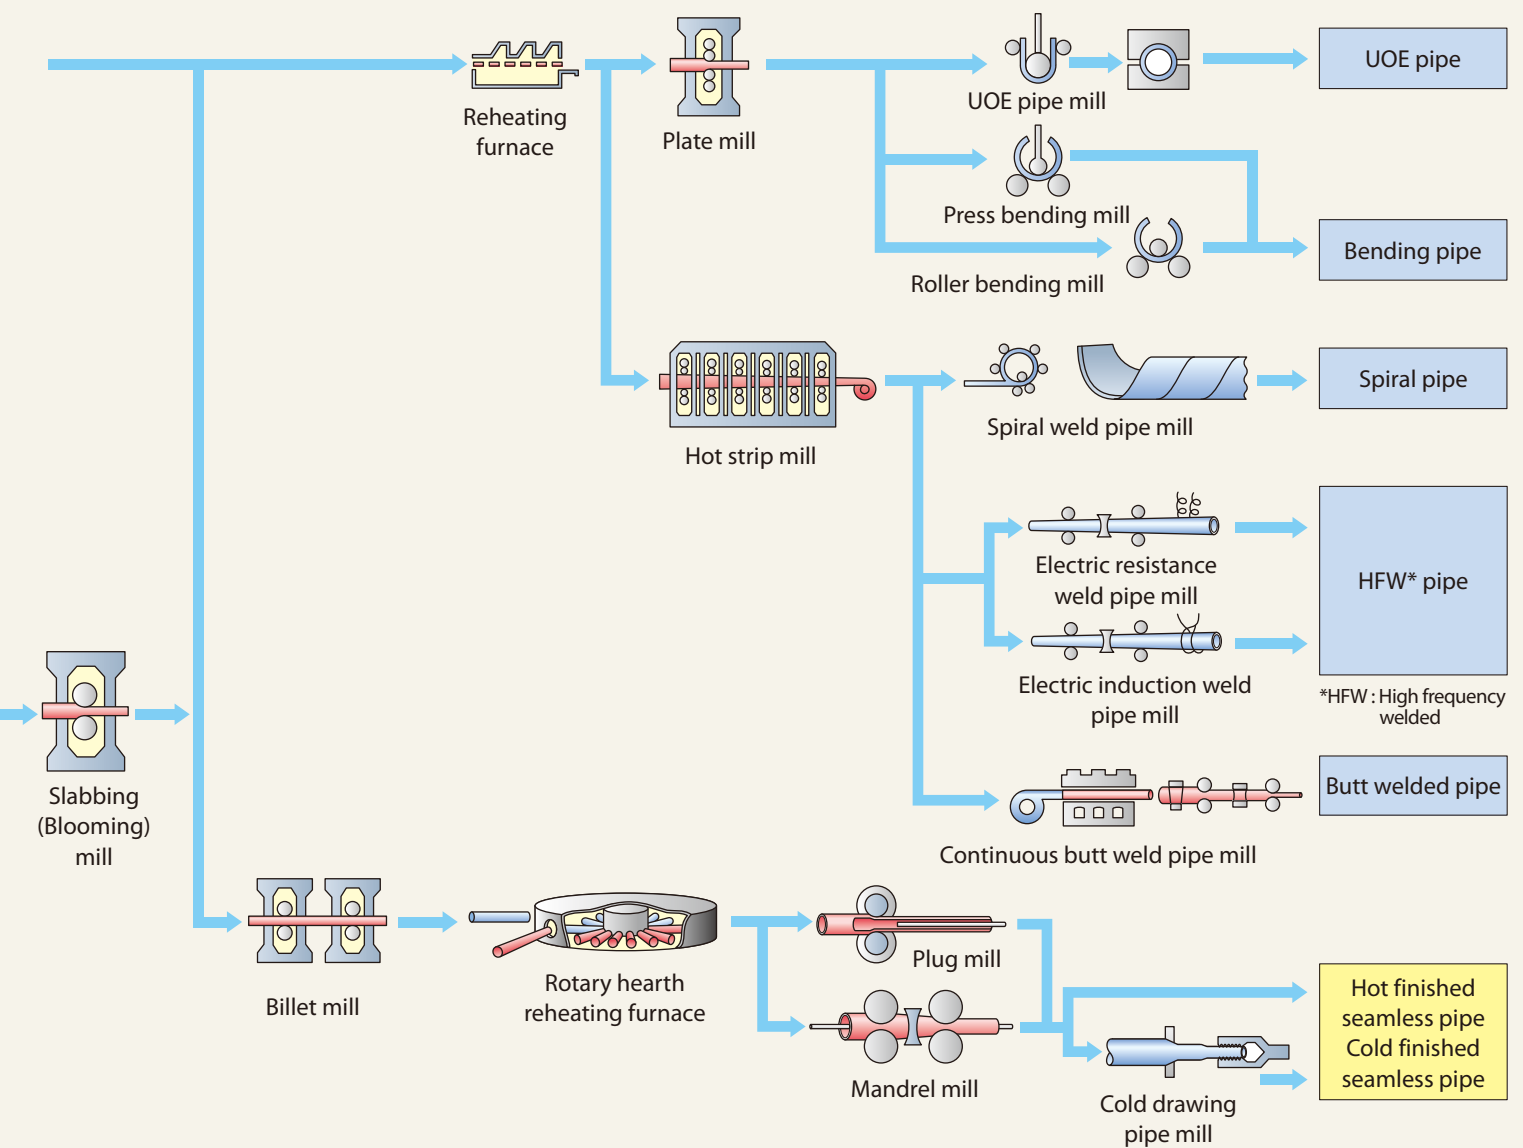 Reheating
furnace
Plate mill
UOE pipe mill
UOE pipe
Press bending mill
Roller bending mill
Bending pipe
Hot strip mill
Spiral weld pipe mill
Spiral pipe
Electric resistance
weld pipe mill
HFW* pipe
Electric induction weld
pipe mill
*HFW : High frequency
welded
Slabbing
(Blooming)
mill
Continuous butt weld pipe mill
Butt welded pipe
Billet mill
Rotary hearth
reheating furnace
Plug mill
Mandrel mill
Cold drawing
pipe mill
Hot finished
seamless pipe
Cold finished
seamless pipe